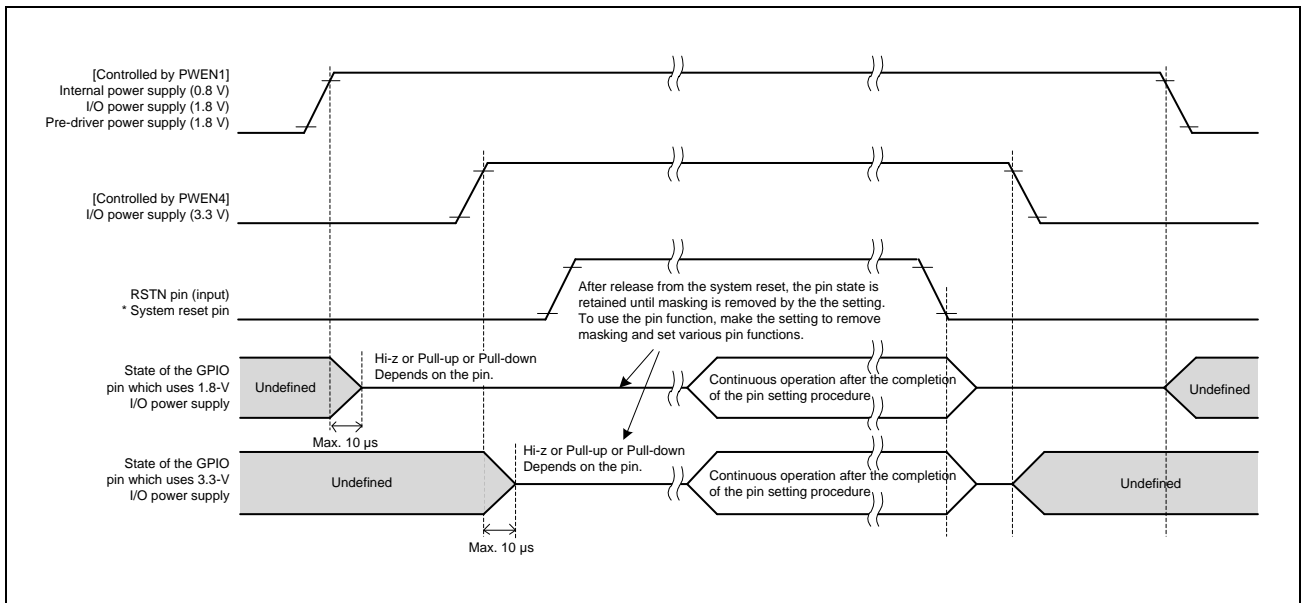 [Controlled by PWEN1]
Internal power supply (0.8 V)
I/O power supply (1.8 V)
Pre-driver power supply (1.8 V)
[Controlled by PWEN4]
I/O power supply (3.3 V)
RSTN pin (input)
* System reset pin
After release from the system reset, the pin state is
retained until masking is removed by the the setting.
To use the pin function, make the setting to remove
masking and set various pin functions.
State of the GPIO
pin which uses 1.8-V
I/O power supply
Undefined
Hi-z or Pull-up or Pull-down
Depends on the pin.
Continuous operation after the completion
of the pin setting procedure
Undefined
Max. 10 µs
State of the GPIO
pin which uses 3.3-V
I/O power supply
Undefined
Hi-z or Pull-up or Pull-down
Depends on the pin.
Continuous operation after the completion
of the pin setting procedure
Undefined
Max. 10 µs